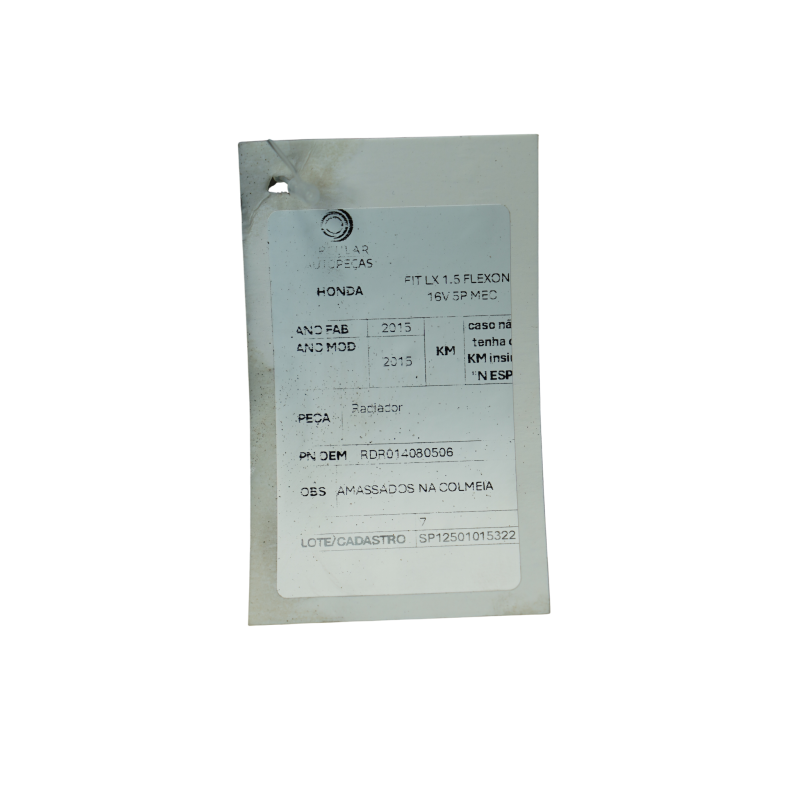 AUTOPEÇAS
HONDA
FIT LX 1.5 FLEXON
16V 5P MEC
ANO FAB 2015
ANO MOD 2015
KM
caso nã
tenha
KM insi
"N ESP
PEÇA Radiador
PN OEM RDR014080506
OBS AMASSADOS NA COLMEIA
7
LOTE/CADASTRO SP12501015322